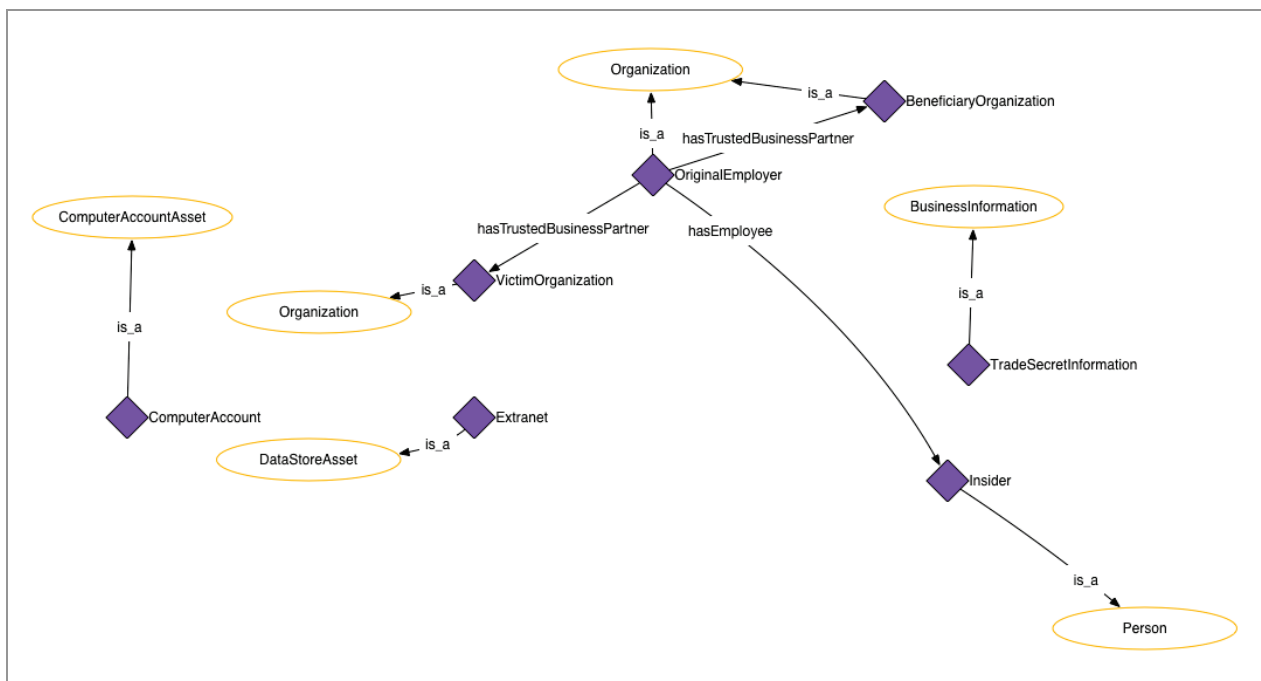 Organization
is_a
BeneficiaryOrganization
is_a
hasTrustedBusinessPartner
OriginalEmployer
ComputerAccountAsset
BusinessInformation
hasTrustedBusinessPartner
hasEmployee
VictimOrganization
is_a
is_a
Organization
is_a
TradeSecretInformation
ComputerAccount
Extranet
is_a
DataStoreAsset
Insider
is_a
Person